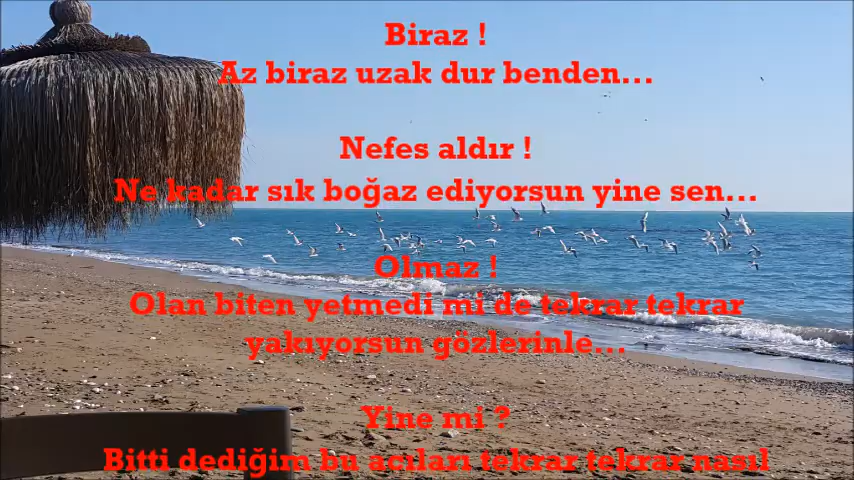 Biraz !
Az biraz uzak dur benden...
Nefes aldır !
Ne kadar sık boğaz ediyorsun yine sen...
Olmaz !
Olan biten yetmedi mi de tekrar tekrar
yakıyorsun gözlerinle...
Yine mi ?
Bitti dediğim bu acıları tekrar tekrar nasıl